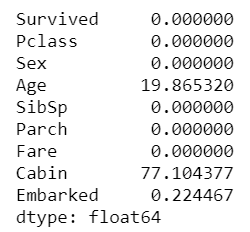 Survived 0.000000
Pclass 0.000000
Sex 0.000000
Age 19.865320
SibSp 0.000000
Parch 0.000000
Fare 0.000000
Cabin 77.104377
Embarked 0.224467
dtype: float64